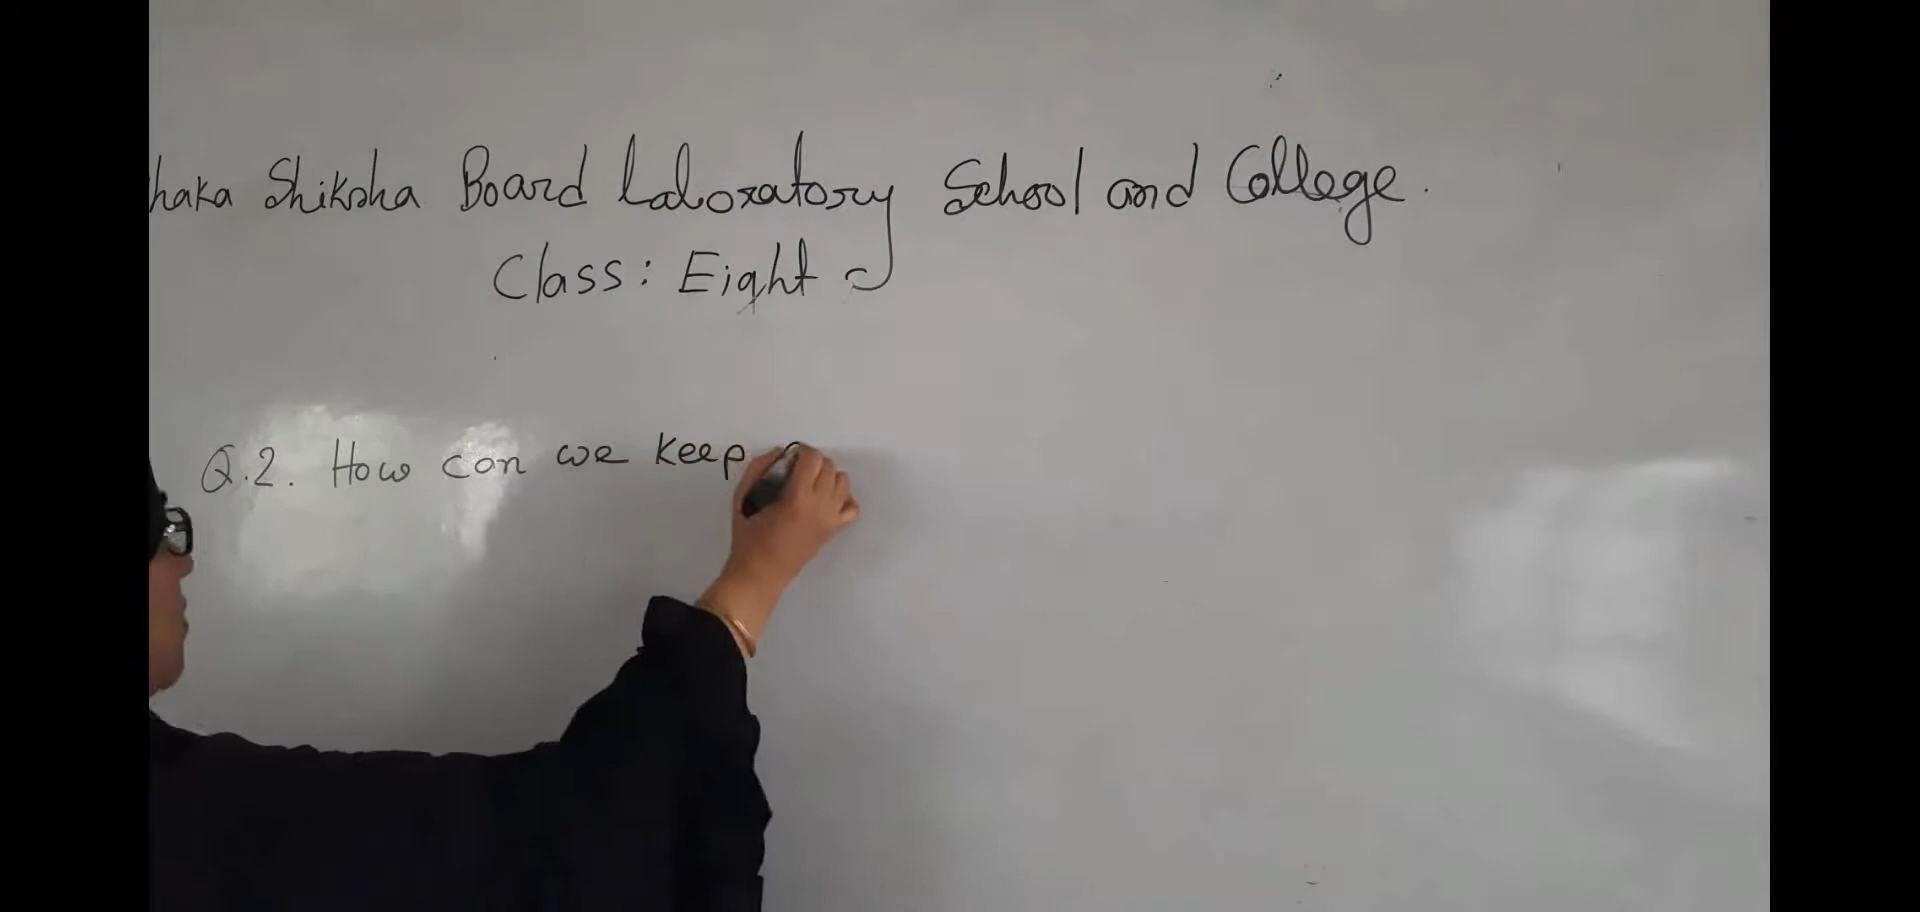 haka Shiksha Board Laboratory School and College.
Class: Eight
Q.2. How can we keep